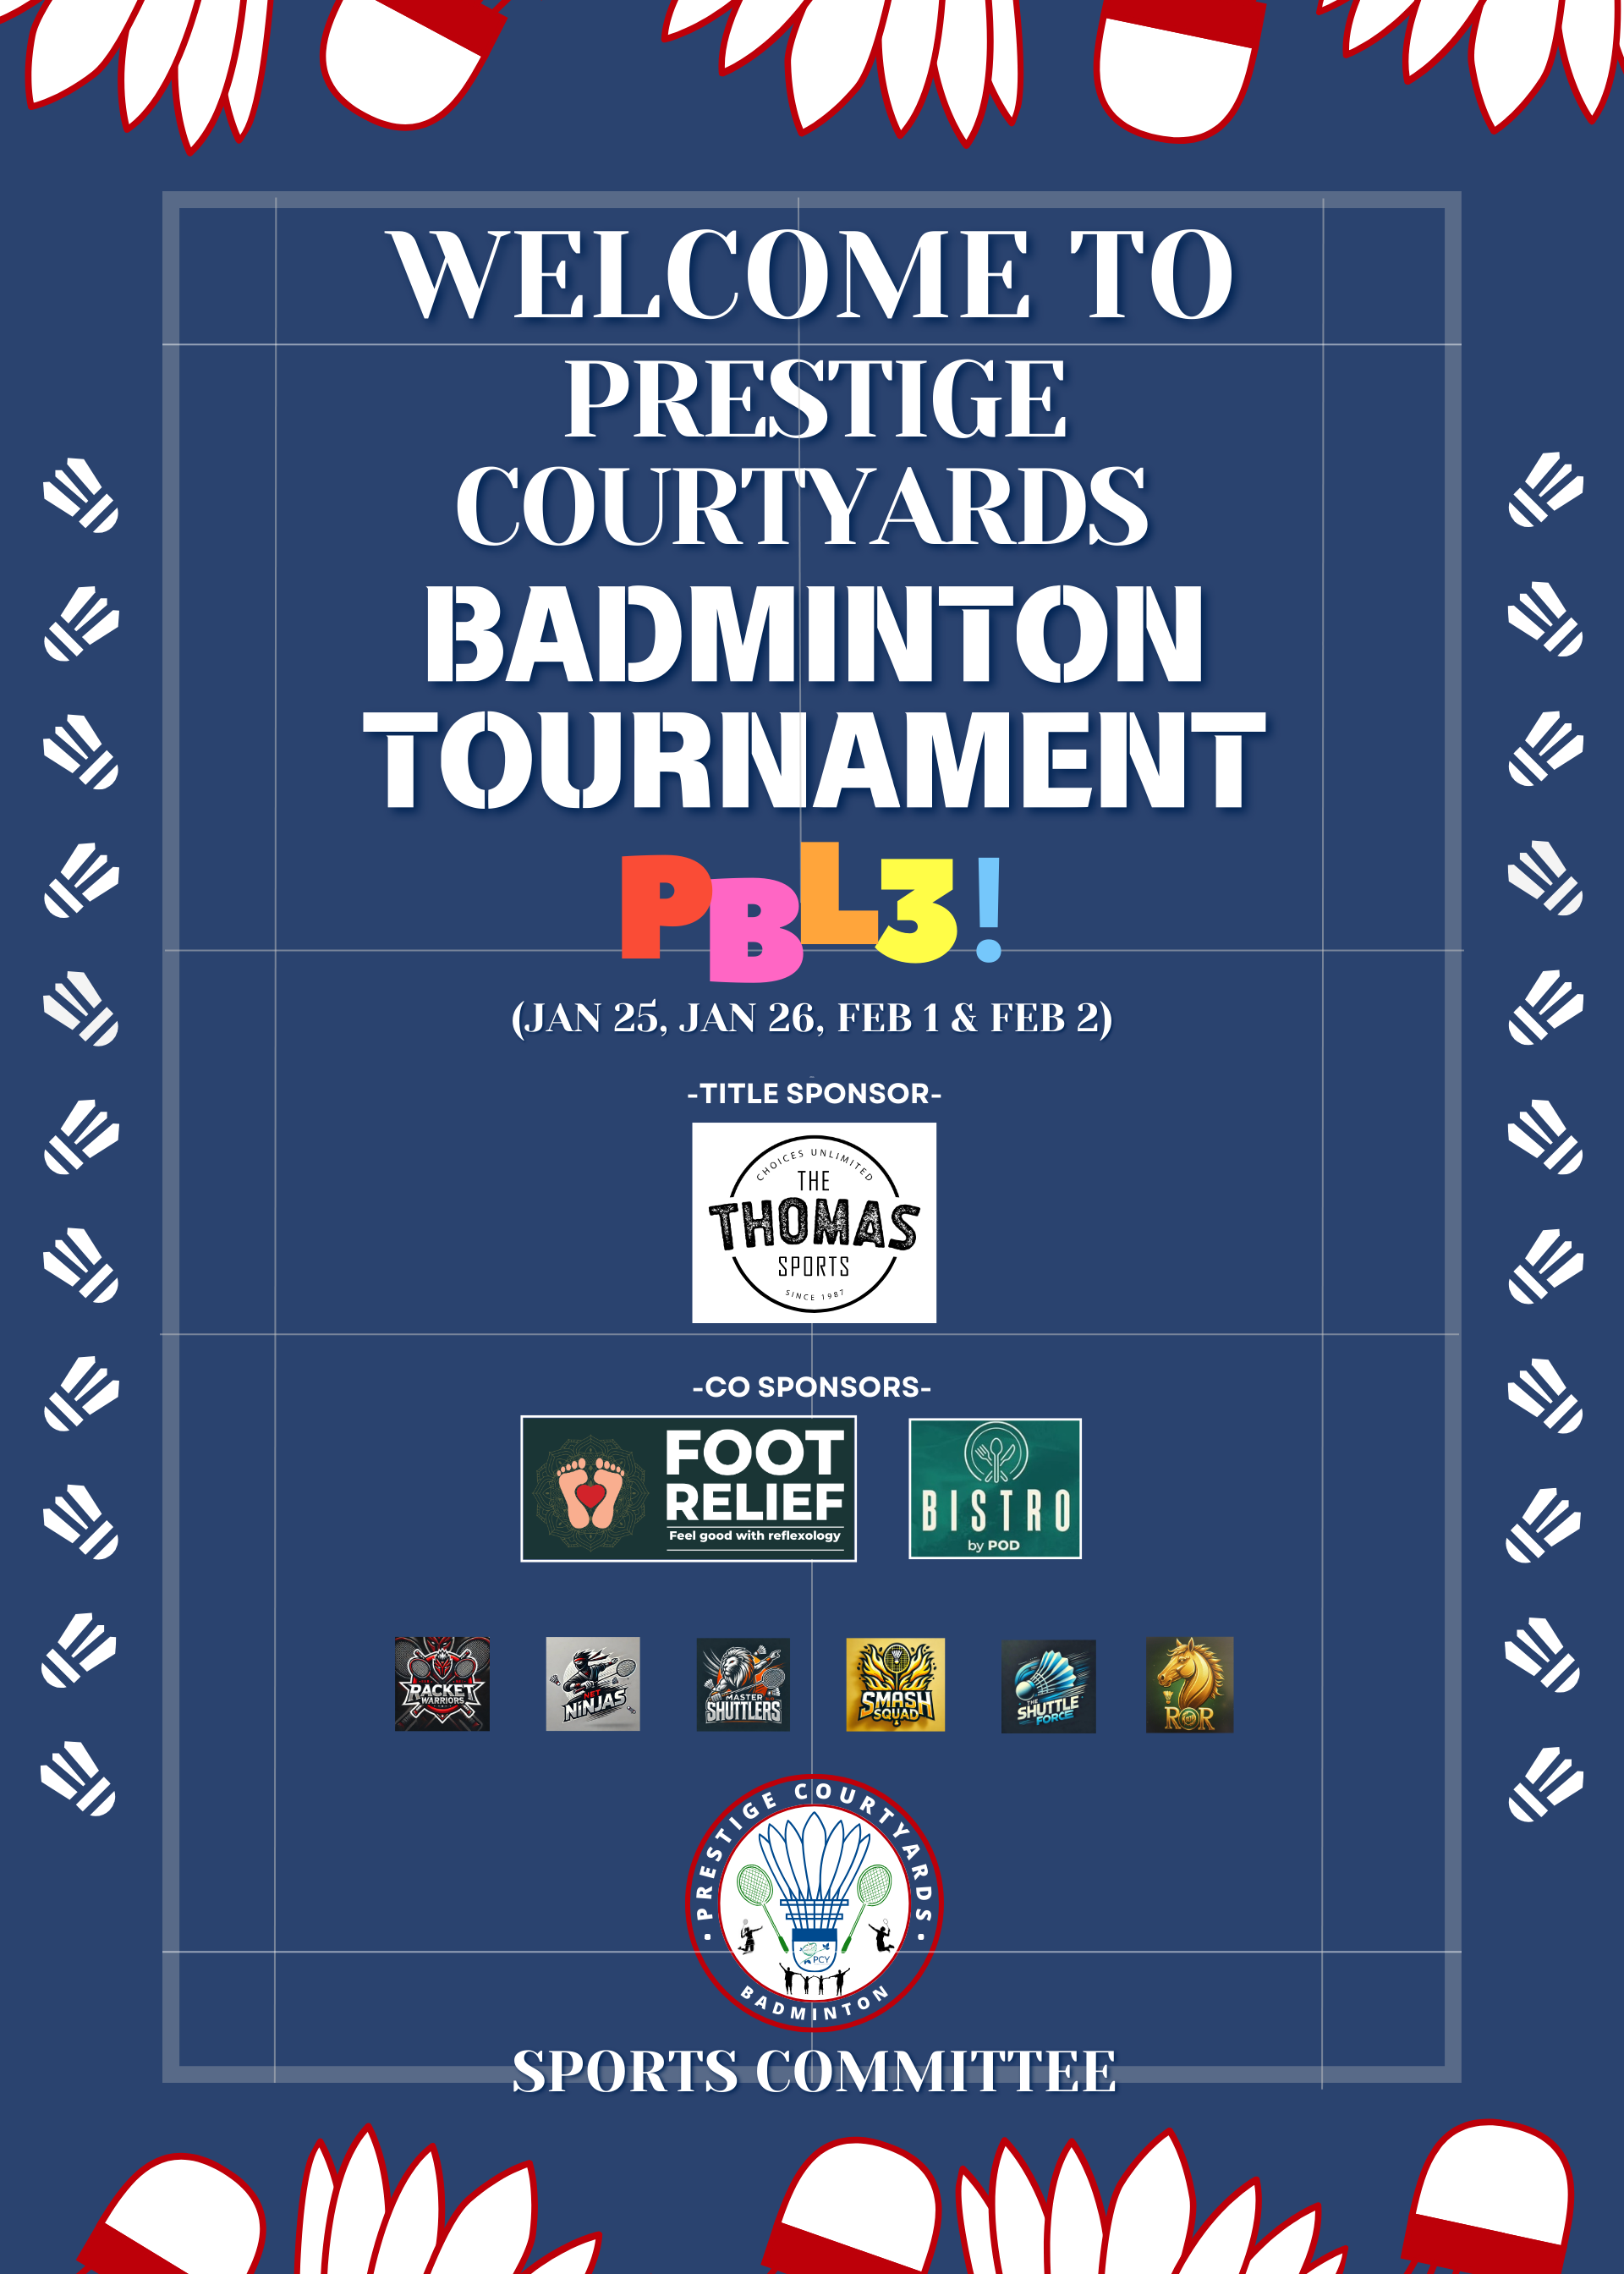 WELCOME TO
PRESTIGE
COURTYARDS
BADMINTON
TOURNAMENT
PBL3!
(JAN 25, JAN 26, FEB 1 & FEB 2)
-TITLE SPONSOR-
CHOICES UNLIMITED
THE
THOMAS
SPORTS
SINCE 1987
-CO SPONSORS-
FOOT
RELIEF
Feel good with reflexology
BISTRO
by POD
RACKET
WARRIORS
NET
NINJAS
MASTER
SHUTTLERS
SMASH
SQUAD
THE
SHUTTLE
FORCE
ROR
PRESTIGE COURTYARDS
PCY
BADMINTON
SPORTS COMMITTEE